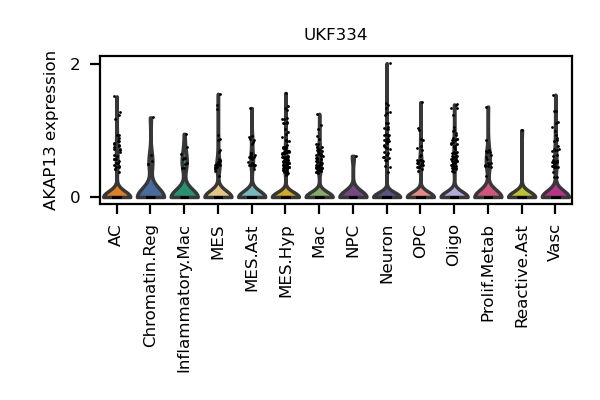 UKF334
AKAP13 expression
2
0
AC
Chromatin.Reg
Inflammatory.Mac
MES
MES.Ast
MES.Hyp
Mac
NPC
Neuron
OPC
Oligo
Prolif.Metab
Reactive.Ast
Vasc